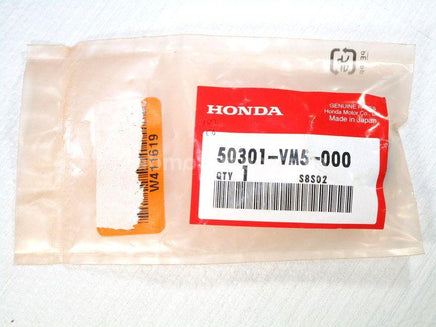 HONDA
GENUINE
Honda Motor Co.,
Made in Japan
50301-VM5-000
QTY 1 S8S02
W411619